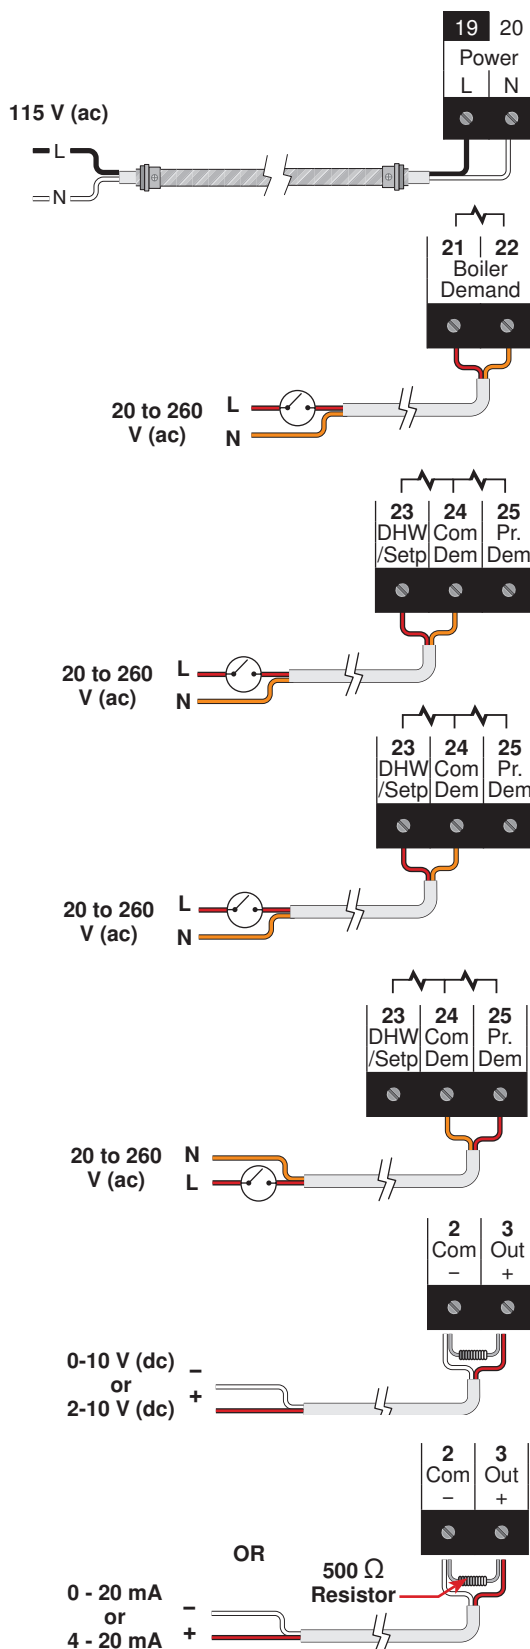 19 20
Power
L N
115 V (ac)
L
N
21 22
Boiler
Demand
20 to 260
V (ac)
L
N
23 24 25
DHW Com Pr.
/Setp Dem Dem
20 to 260
V (ac)
L
N
23 24 25
DHW Com Pr.
/Setp Dem Dem
20 to 260
V (ac)
L
N
23 24 25
DHW Com Pr.
/Setp Dem Dem
20 to 260
V (ac)
N
L
2 3
Com Out
– +
0-10 V (dc)
or
2-10 V (dc)
–
+
2 3
Com Out
– +
OR
500 Ω
Resistor
0 - 20 mA
or
4 - 20 mA
–
+